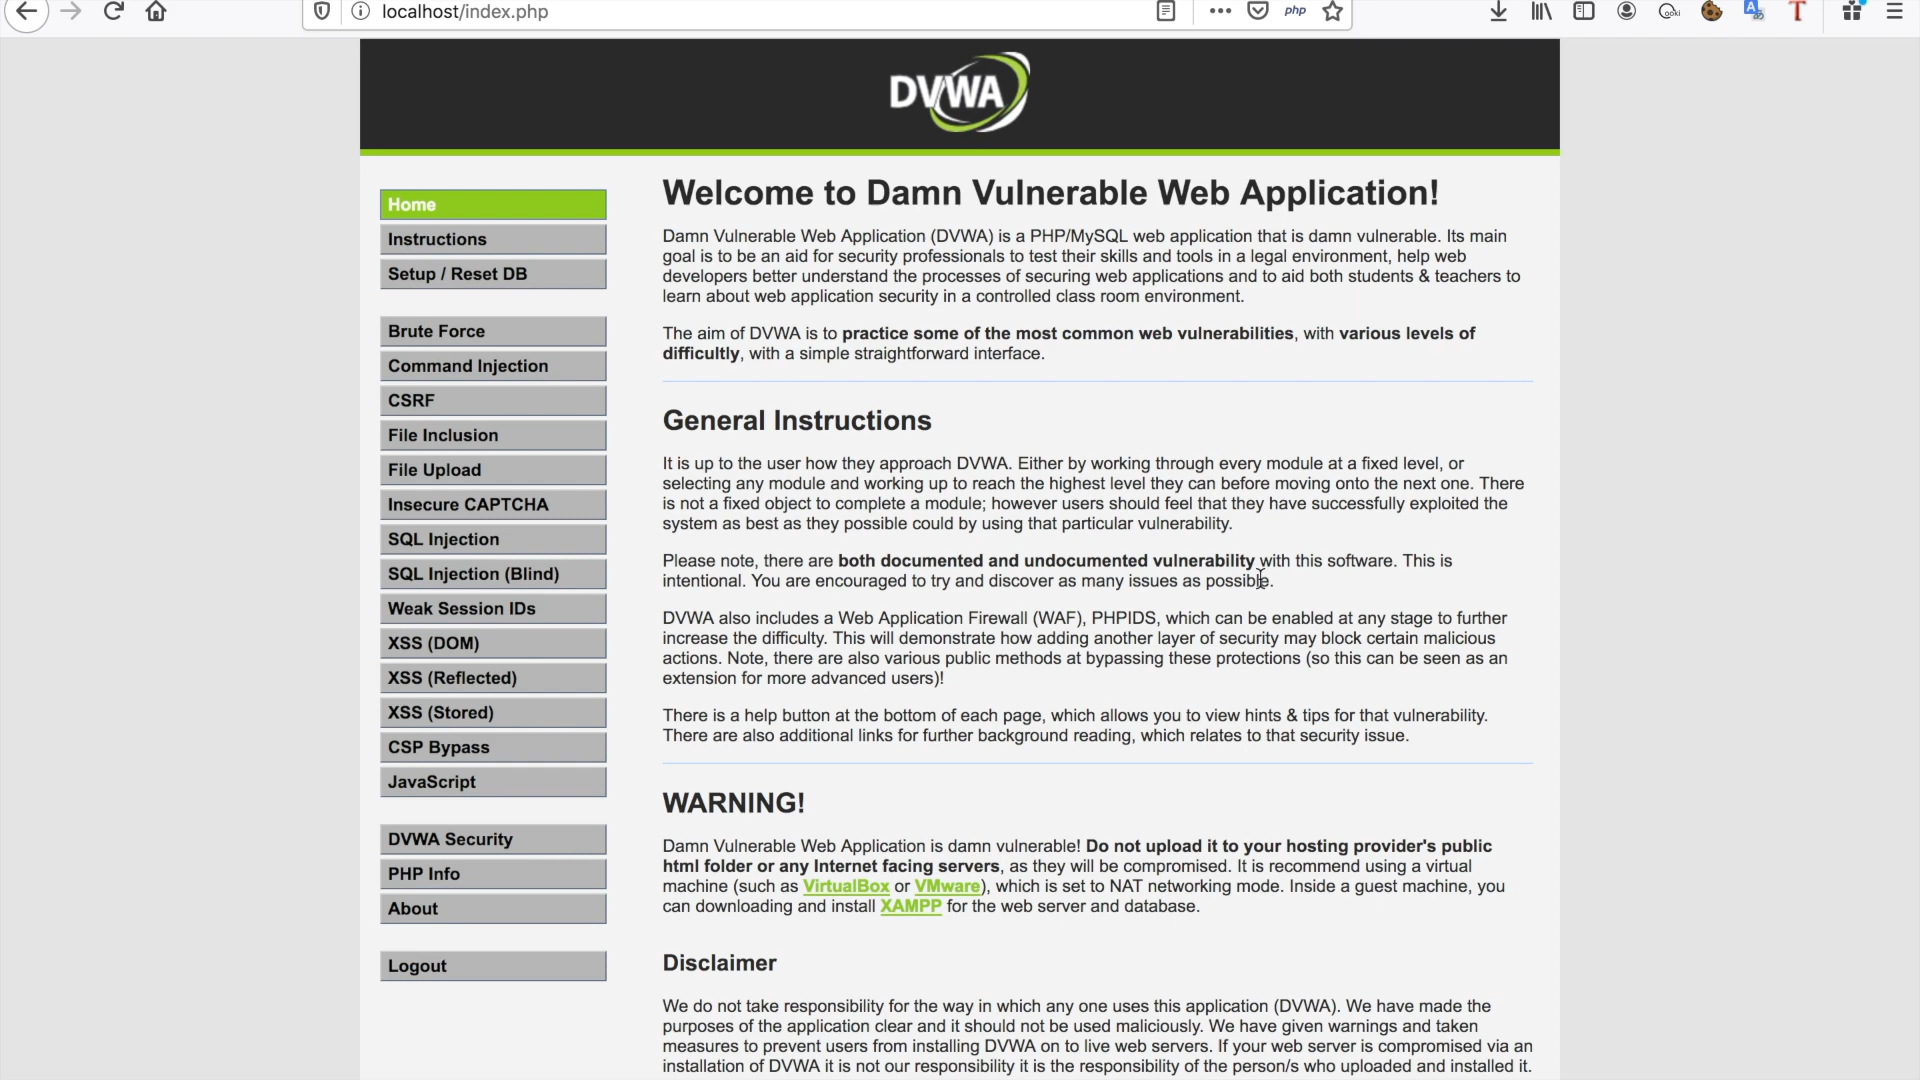 localhost/index.php
php
DVWA
Home
Instructions
Setup / Reset DB
Brute Force
Command Injection
CSRF
File Inclusion
File Upload
Insecure CAPTCHA
SQL Injection
SQL Injection (Blind)
Weak Session IDs
XSS (DOM)
XSS (Reflected)
XSS (Stored)
CSP Bypass
JavaScript
DVWA Security
PHP Info
About
Logout
Welcome to Damn Vulnerable Web Application!
Damn Vulnerable Web Application (DVWA) is a PHP/MySQL web application that is damn vulnerable. Its main
goal is to be an aid for security professionals to test their skills and tools in a legal environment, help web
developers better understand the processes of securing web applications and to aid both students & teachers to
learn about web application security in a controlled class room environment.
The aim of DVWA is to practice some of the most common web vulnerabilities, with various levels of
difficultly, with a simple straightforward interface.
General Instructions
It is up to the user how they approach DVWA. Either by working through every module at a fixed level, or
selecting any module and working up to reach the highest level they can before moving onto the next one. There
is not a fixed object to complete a module; however users should feel that they have successfully exploited the
system as best as they possible could by using that particular vulnerability.
Please note, there are both documented and undocumented vulnerability with this software. This is
intentional. You are encouraged to try and discover as many issues as possible.
DVWA also includes a Web Application Firewall (WAF), PHPIDS, which can be enabled at any stage to further
increase the difficulty. This will demonstrate how adding another layer of security may block certain malicious
actions. Note, there are also various public methods at bypassing these protections (so this can be seen as an
extension for more advanced users)!
There is a help button at the bottom of each page, which allows you to view hints & tips for that vulnerability.
There are also additional links for further background reading, which relates to that security issue.
WARNING!
Damn Vulnerable Web Application is damn vulnerable! Do not upload it to your hosting provider's public
html folder or any Internet facing servers, as they will be compromised. It is recommend using a virtual
machine (such as VirtualBox or VMware), which is set to NAT networking mode. Inside a guest machine, you
can downloading and install XAMPP for the web server and database.
Disclaimer
We do not take responsibility for the way in which any one uses this application (DVWA). We have made the
purposes of the application clear and it should not be used maliciously. We have given warnings and taken
measures to prevent users from installing DVWA on to live web servers. If your web server is compromised via an
installation of DVWA it is not our responsibility it is the responsibility of the person/s who uploaded and installed it.